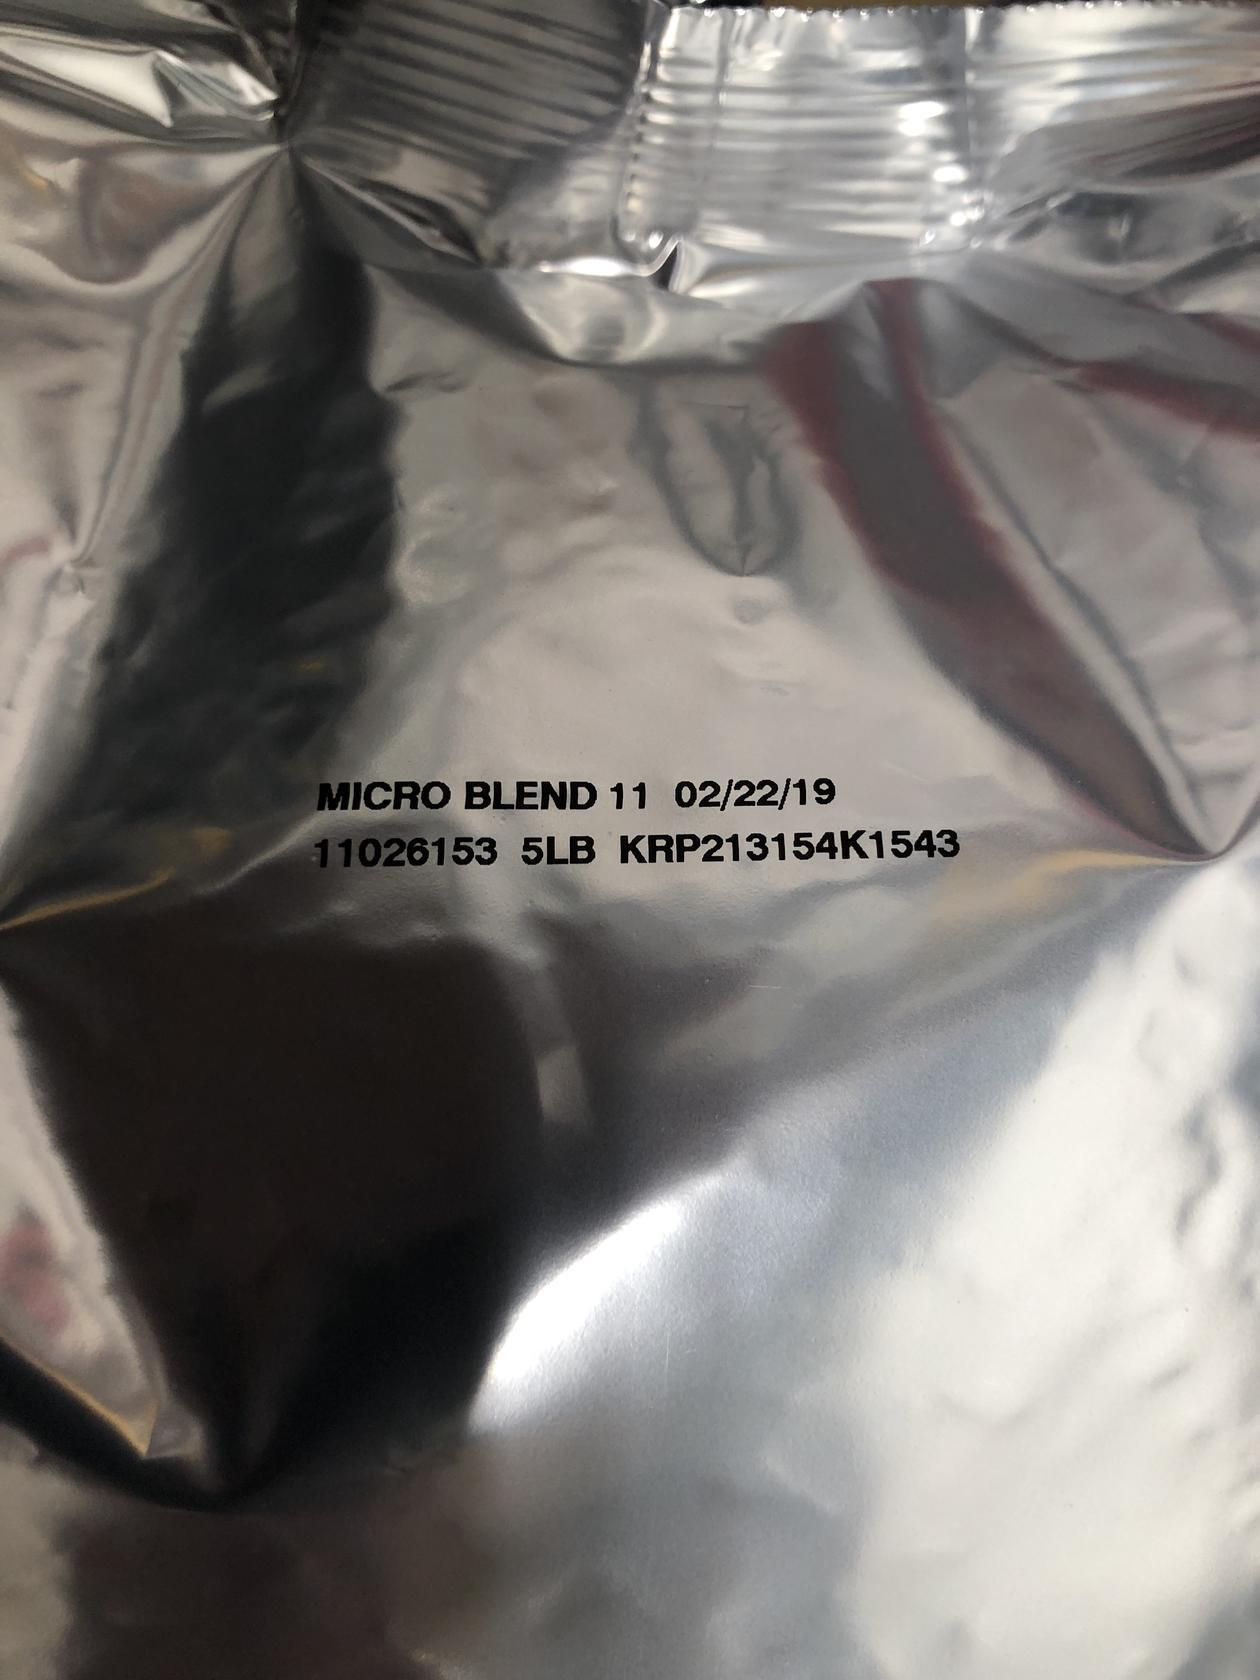 MICRO BLEND 11 02/22/19
11026153 5LB KRP213154K1543